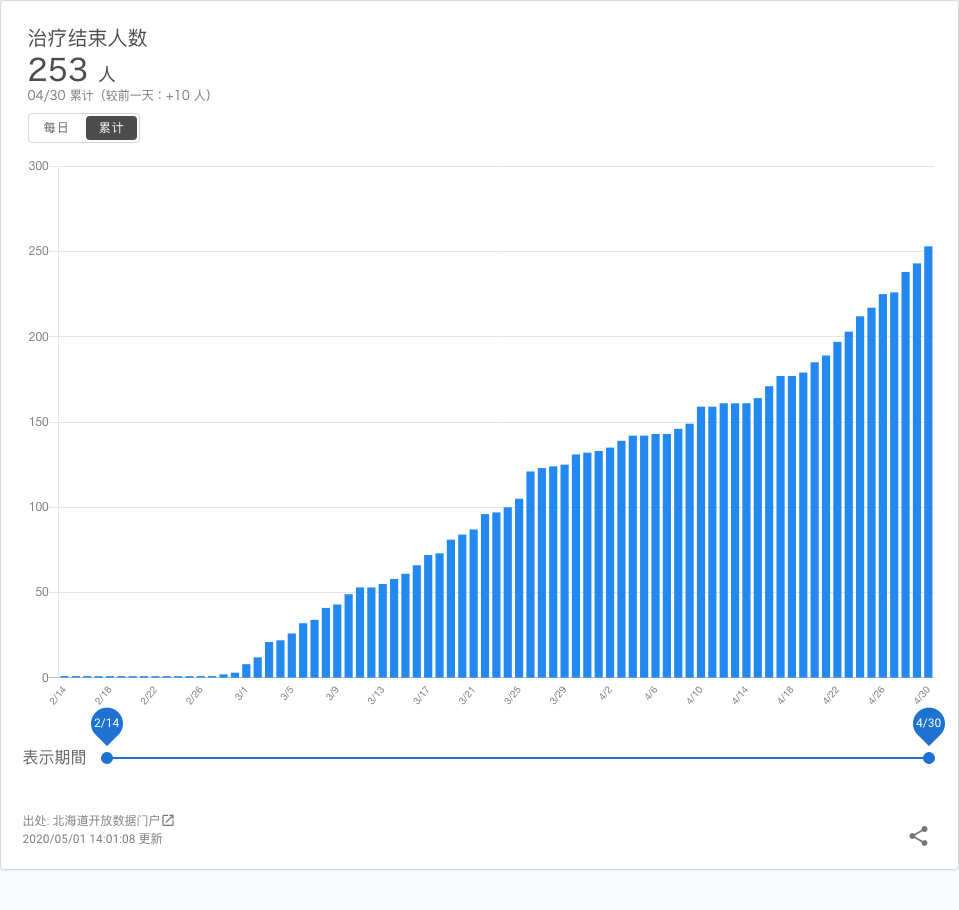 治疗结束人数
253 人
04/30 累计（较前一天：+10 人）
每日 累计
300
250
200
150
100
50
0
2/14 2/18 2/22 2/26 3/1 3/5 3/9 3/13 3/17 3/21 3/25 3/29 4/2 4/6 4/10 4/14 4/18 4/22 4/26 4/30
2/14 4/30
表示期間
出处: 北海道开放数据门户
2020/05/01 14:01:08 更新